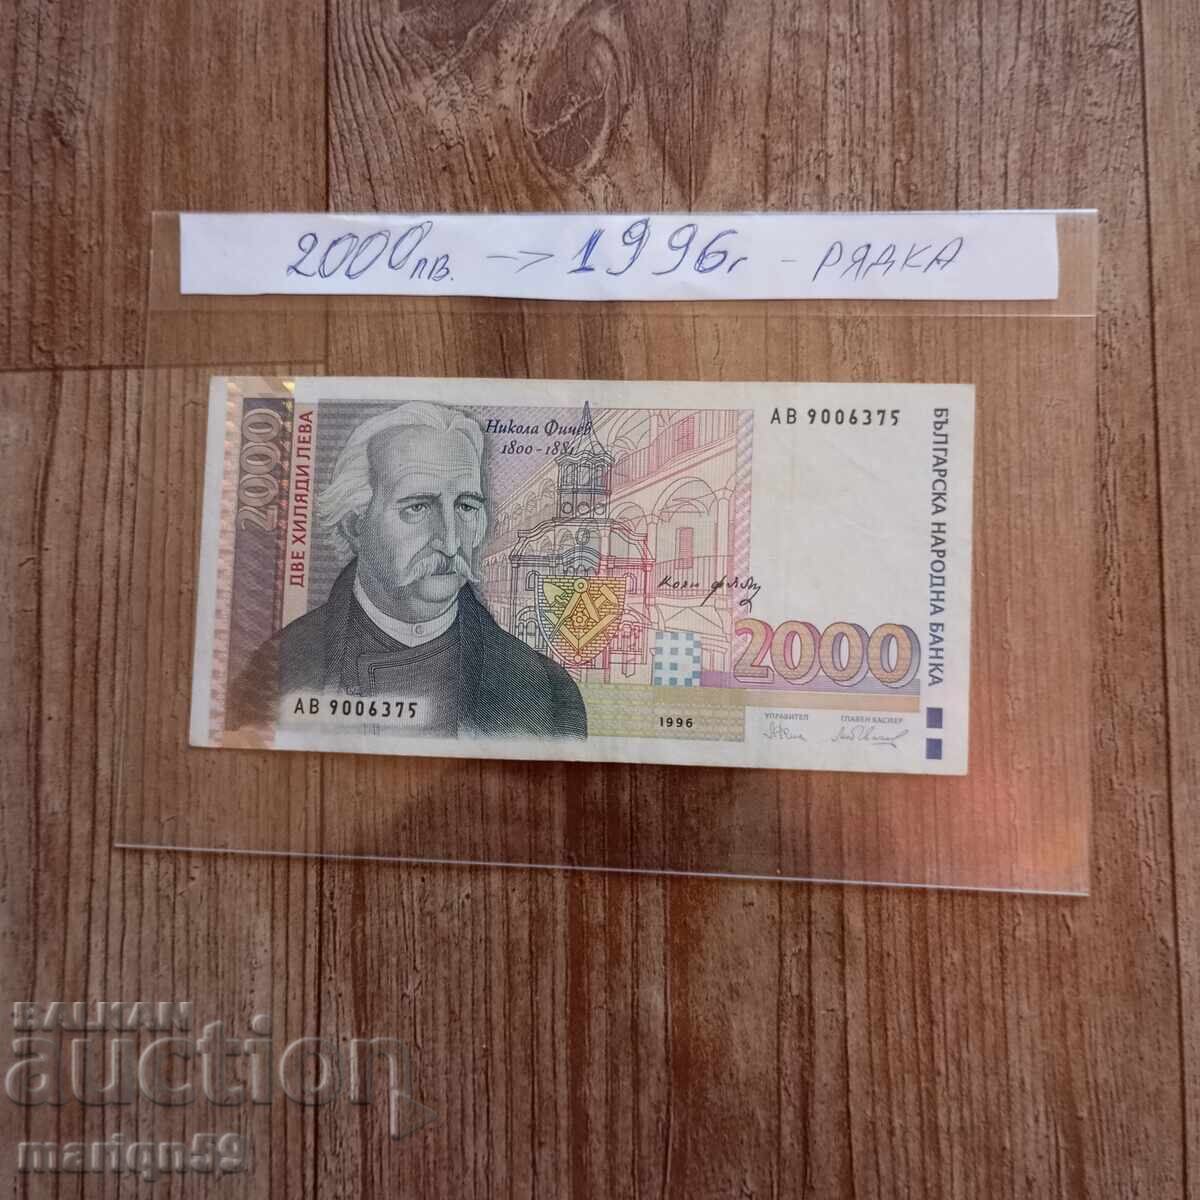 2000лв. → 1996г - РЯДКА
2000
ДВЕ ХИЛЯДИ ЛЕВА
Никола Фичев
1800 - 1881
АВ 9006375
БЪЛГАРСКА НАРОДНА БАНКА
2000
АВ 9006375
1996
УПРАВИТЕЛ
ГЛАВЕН КАСИЕР
BALKAN
auction
mariqn59